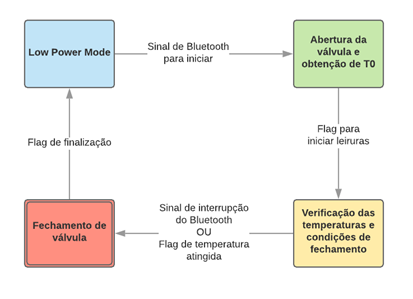 Low Power Mode
Sinal de Bluetooth
para iniciar
Abertura da
válvula e
obtenção de T0
Flag para
iniciar leiruras
Flag de finalização
Fechamento de
válvula
Sinal de interrupção
do Bluetooth
OU
Flag de temperatura
atingida
Verificação das
temperaturas e
condições de
fechamento